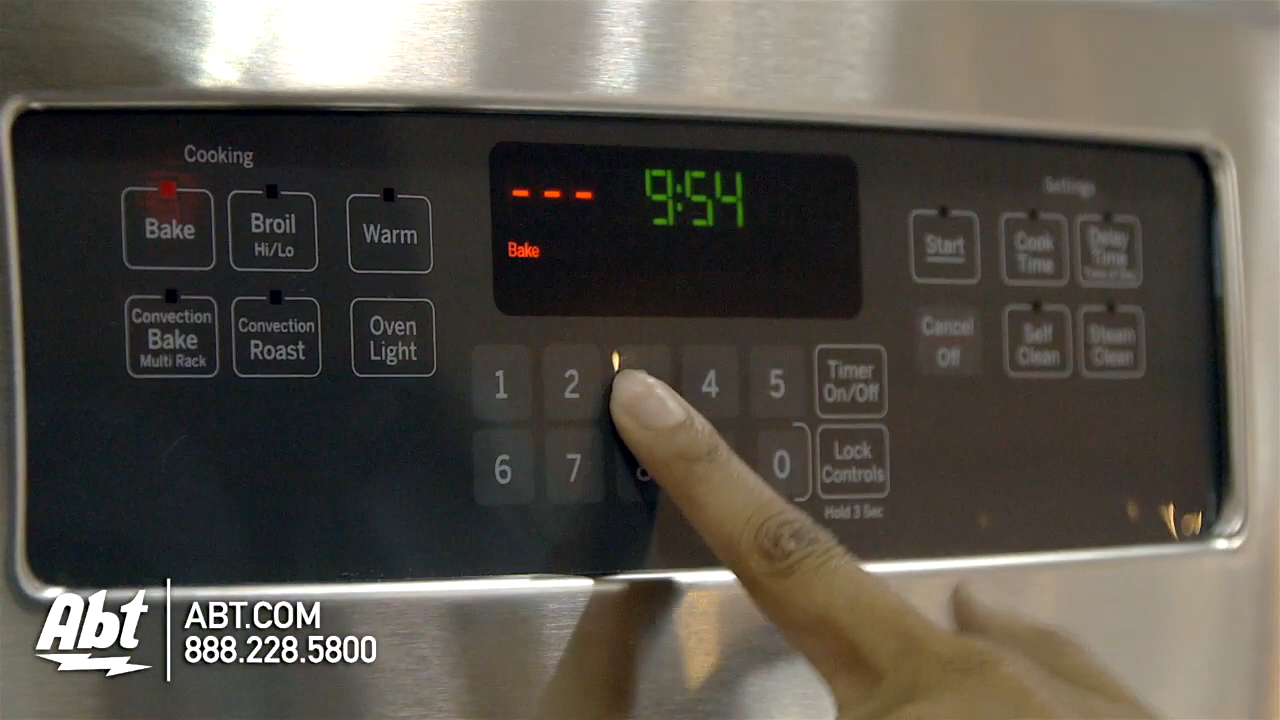 Cooking
Bake
Broil
Hi/Lo
Warm
Convection
Bake
Multi Rack
Convection
Roast
Oven
Light
--- 9:54
Bake
1 2 4 5
6 7 8 0
Timer
On/Off
Lock
Controls
Hold 3 Sec
Settings
Start
Cook
Time
Delay
Time
Cancel
Off
Self
Clean
Steam
Clean
Abt
ABT.COM
888.228.5800